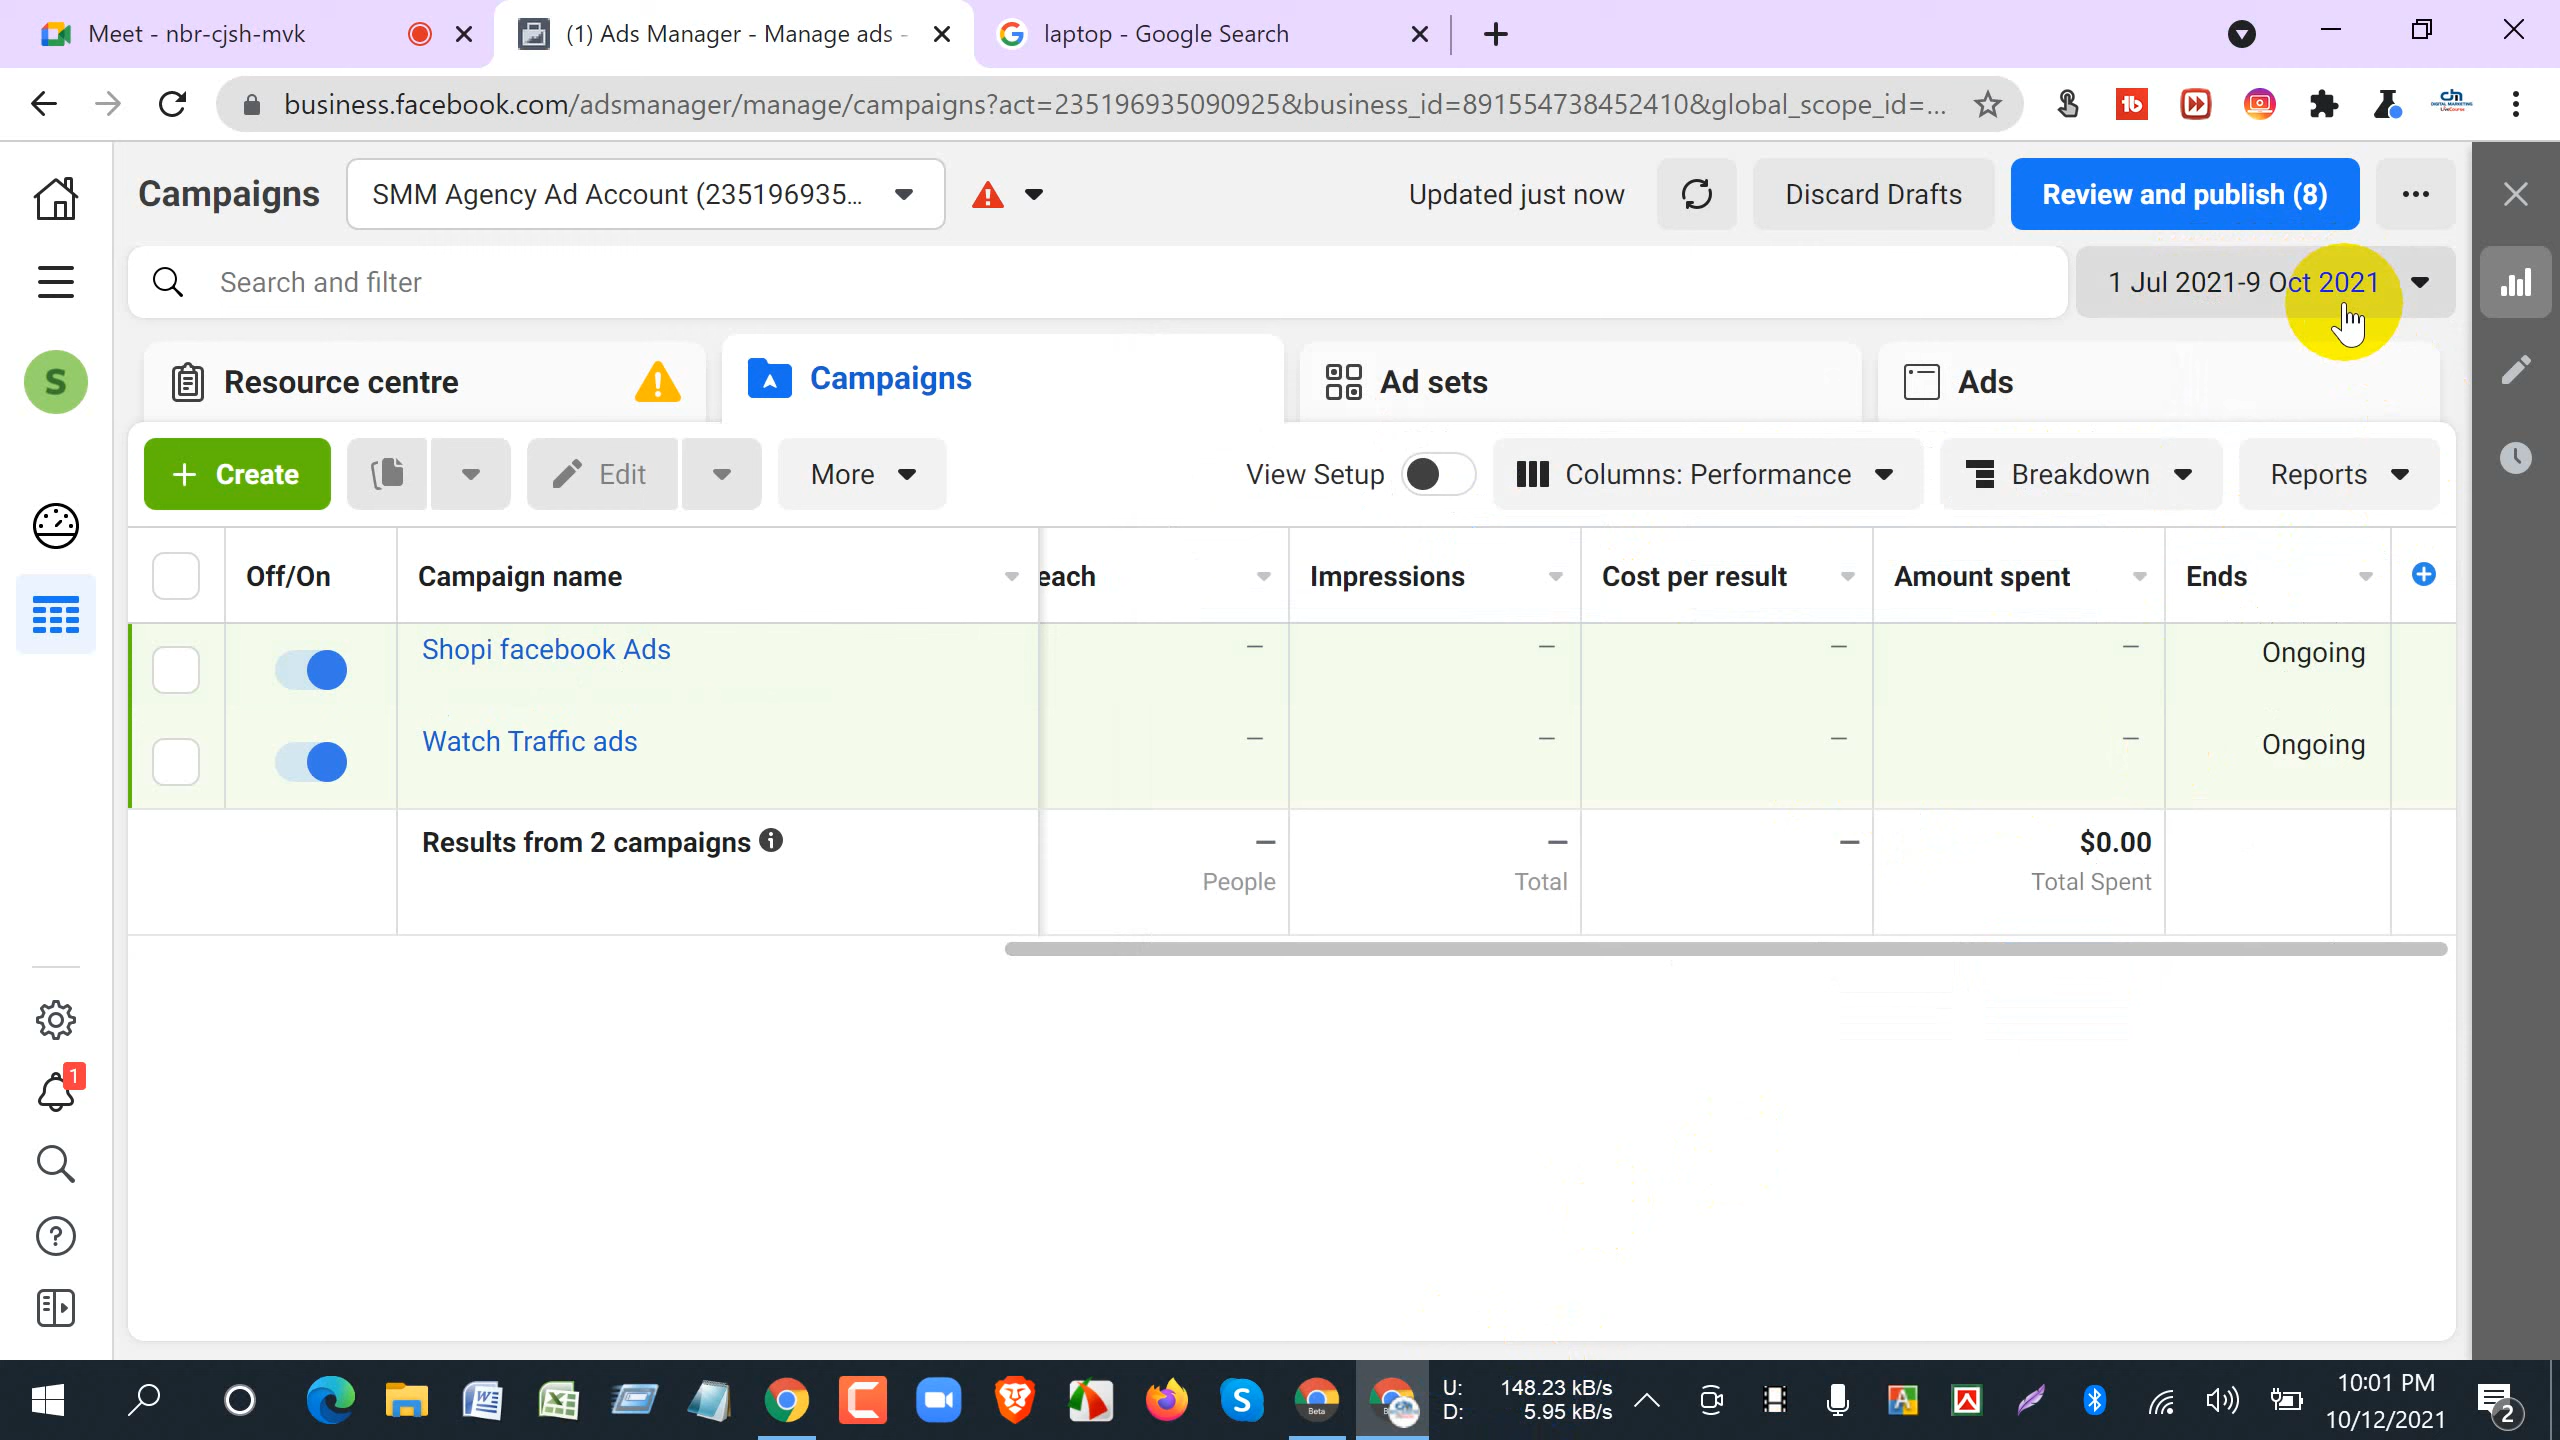 Meet - nbr-cjsh-mvk
(1) Ads Manager - Manage ads -
laptop - Google Search
business.facebook.com/adsmanager/manage/campaigns?act=235196935090925&business_id=891554738452410&global_scope_id=...
Campaigns
SMM Agency Ad Account (235196935...
Updated just now
Discard Drafts
Review and publish (8)
Search and filter
1 Jul 2021-9 Oct 2021
S
Resource centre
Campaigns
Ad sets
Ads
Create
Edit
More
View Setup
Columns: Performance
Breakdown
Reports
Off/On
Campaign name
each
Impressions
Cost per result
Amount spent
Ends
Shopi facebook Ads
—
—
—
—
Ongoing
Watch Traffic ads
—
—
—
—
Ongoing
Results from 2 campaigns
—
—
—
$0.00
People
Total
Total Spent
1
U: 148.23 kB/s
D: 5.95 kB/s
10:01 PM
10/12/2021
2